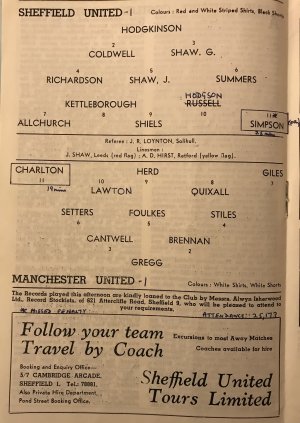 SHEFFIELD UNITED - 1 Colours : Red and White Striped Shirts, Black Shorts
HODGKINSON
2 3
COLDWELL SHAW, G.
4 5 6
RICHARDSON SHAW, J. SUMMERS
HODGSON
KETTLEBOROUGH RUSSELL
7 8 9 10 11
ALLCHURCH SHIELS SIMPSON
Referee : J. R. LOYNTON, Solihull.
Linesmen :
J. SHAW, Leeds (red flag) : A. D. HIRST, Retford (yellow flag).
CHARLTON HERD GILES
11 19 mins 10 9 8
LAWTON QUIXALL
SETTERS FOULKES STILES
6 5 4
CANTWELL BRENNAN
3 2
GREGG
MANCHESTER UNITED - 1 Colours : White Shirts, White Shorts
The Records played this afternoon are kindly loaned to the Club by Messrs. Alwyn Isherwood
Ltd., Record Stockists, of 621 Attercliffe Road, Sheffield 9, who will be pleased to attend to
your requirements.
MISSED PENALTY ATTENDANCE: 25,177
Follow your team
Travel by Coach
Excursions to most Away Matches
Coaches available for hire
Booking and Enquiry Office—
5/7 CAMBRIDGE ARCADE,
SHEFFIELD 1. Tel.: 78881.
Also Private Hire Department,
Pond Street Booking Office.
Sheffield United
Tours Limited